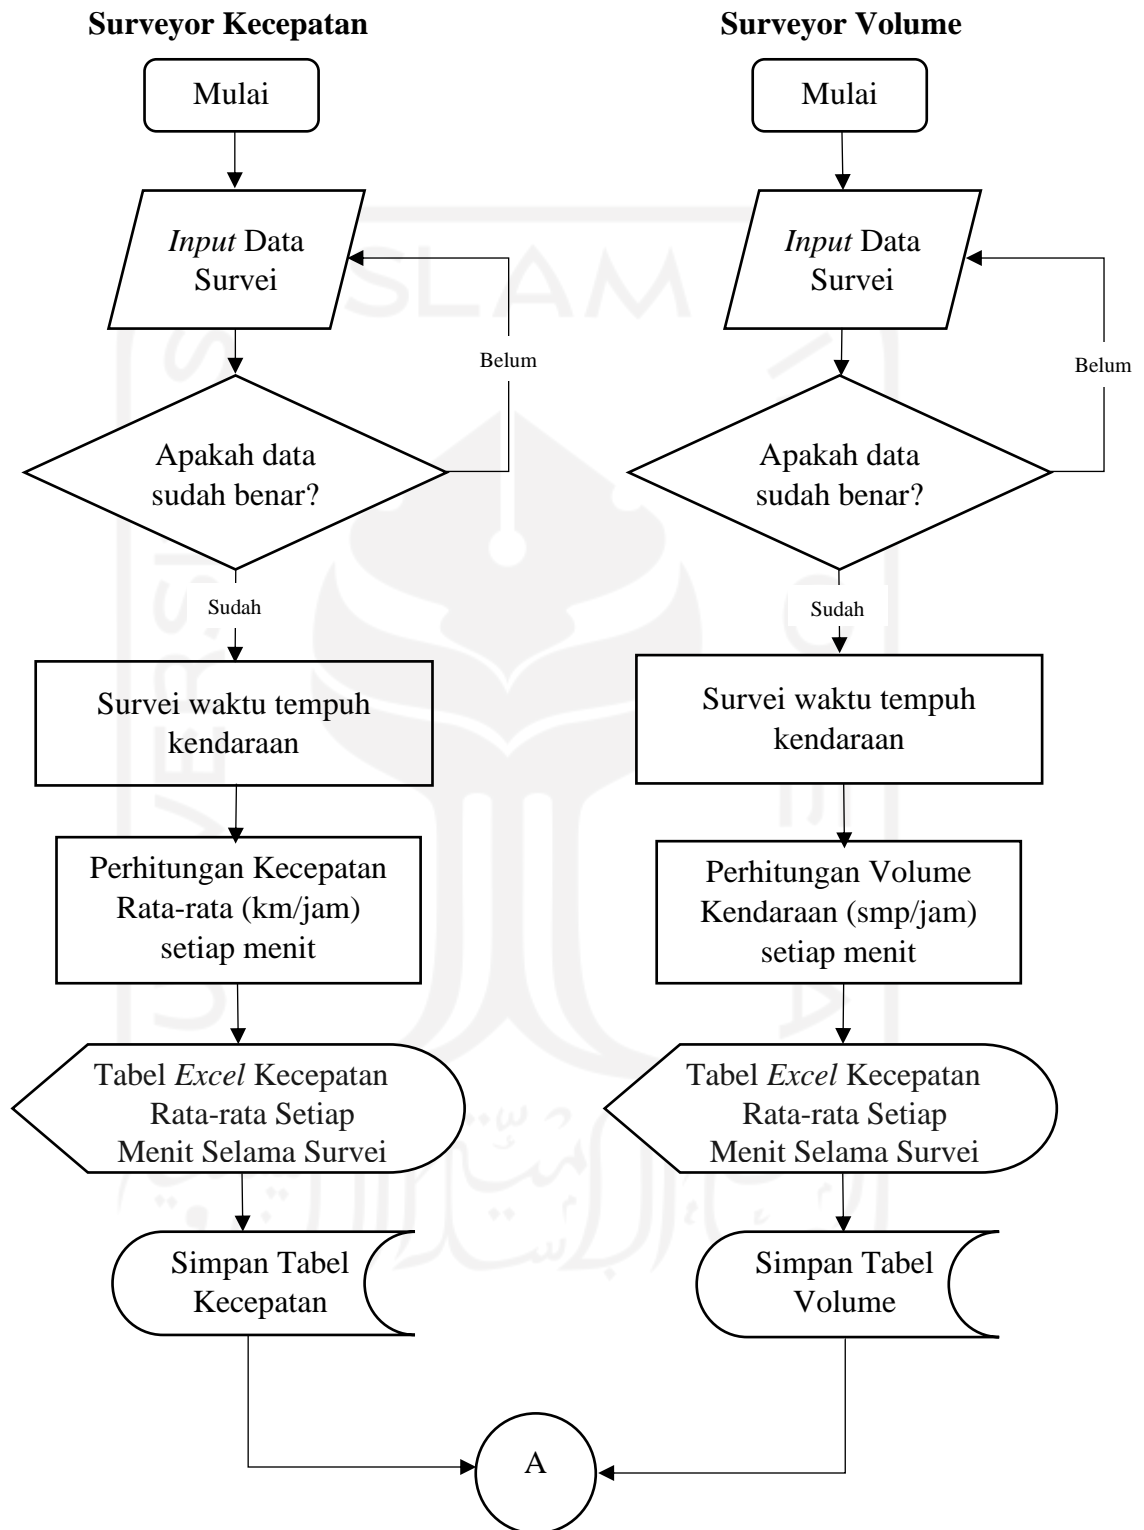 Surveyor Kecepatan
Mulai
Input Data
Survei
Belum
Apakah data
sudah benar?
Sudah
Survei waktu tempuh
kendaraan
Perhitungan Kecepatan
Rata-rata (km/jam)
setiap menit
Tabel Excel Kecepatan
Rata-rata Setiap
Menit Selama Survei
Simpan Tabel
Kecepatan
Surveyor Volume
Mulai
Input Data
Survei
Belum
Apakah data
sudah benar?
Sudah
Survei waktu tempuh
kendaraan
Perhitungan Volume
Kendaraan (smp/jam)
setiap menit
Tabel Excel Kecepatan
Rata-rata Setiap
Menit Selama Survei
Simpan Tabel
Volume
A